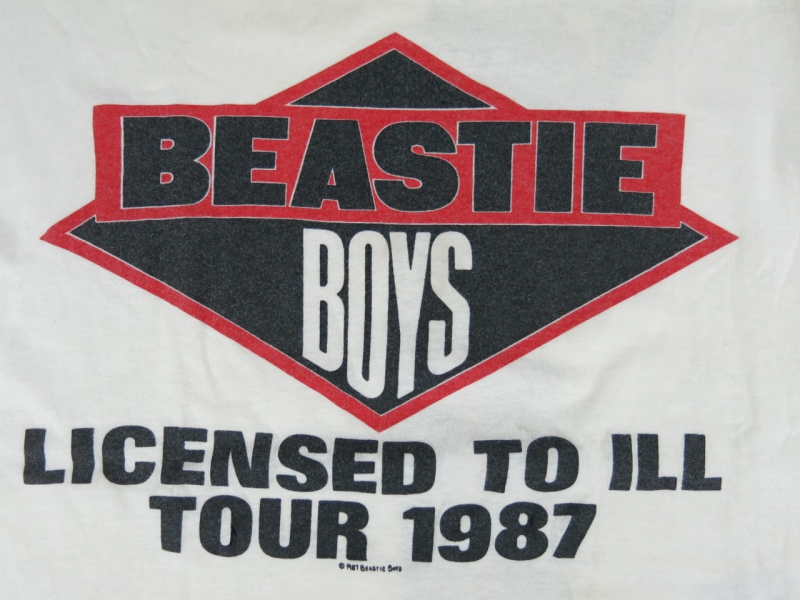 BEASTIE
BOYS
LICENSED TO ILL
TOUR 1987
© 1987 BEASTIE BOYS